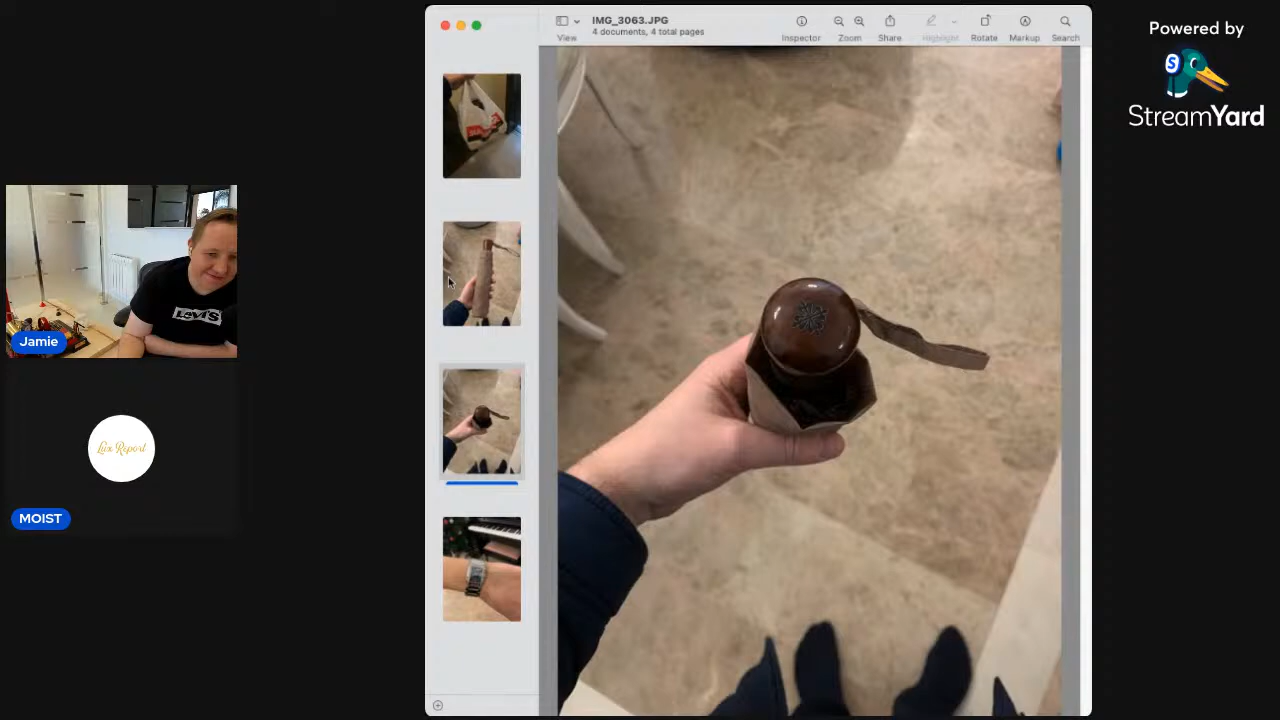 IMG_3063.JPG
4 documents, 4 total pages
View
Inspector
Zoom
Share
Highlight
Rotate
Markup
Search
Powered by
S
StreamYard
LEVI'S
Jamie
Lux Report
MOIST